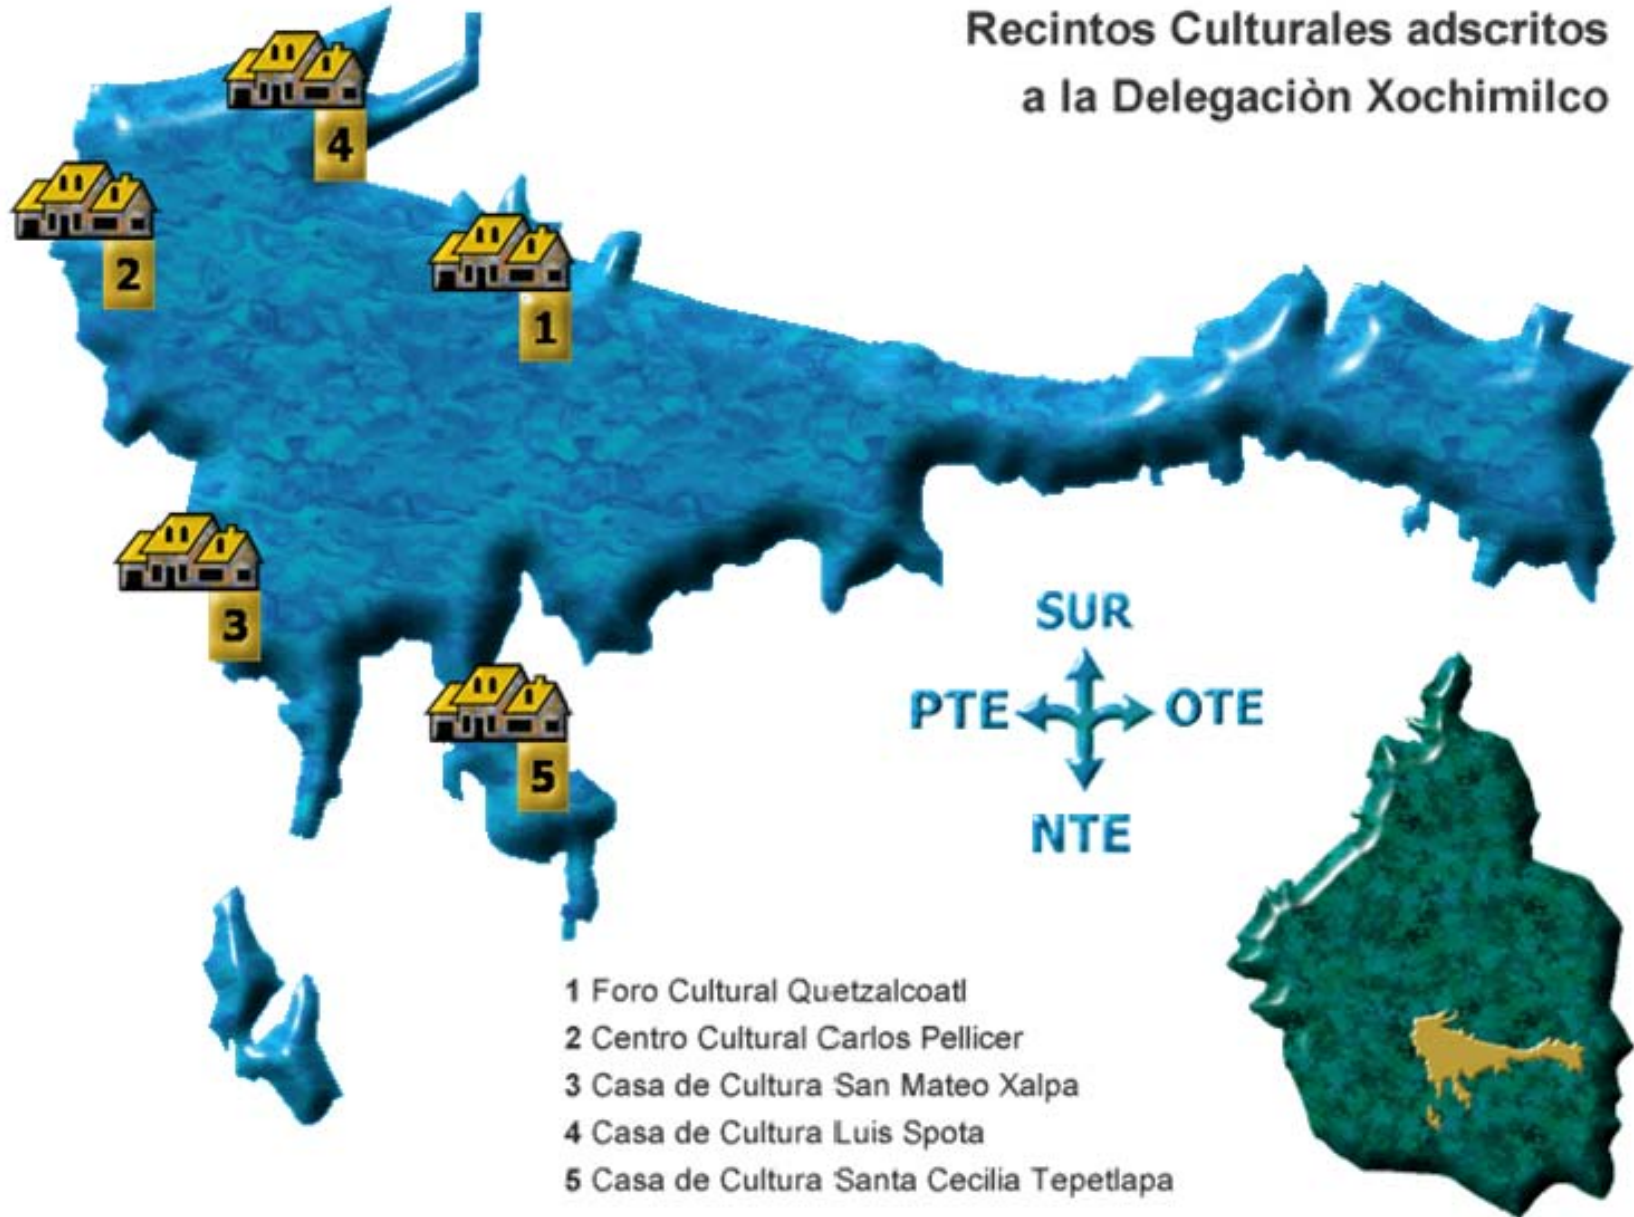 Recintos Culturales adscritos
a la Delegaciòn Xochimilco
4
2
1
3
5
SUR
PTE OTE
NTE
1 Foro Cultural Quetzalcoatl
2 Centro Cultural Carlos Pellicer
3 Casa de Cultura San Mateo Xalpa
4 Casa de Cultura Luis Spota
5 Casa de Cultura Santa Cecilia Tepetlapa